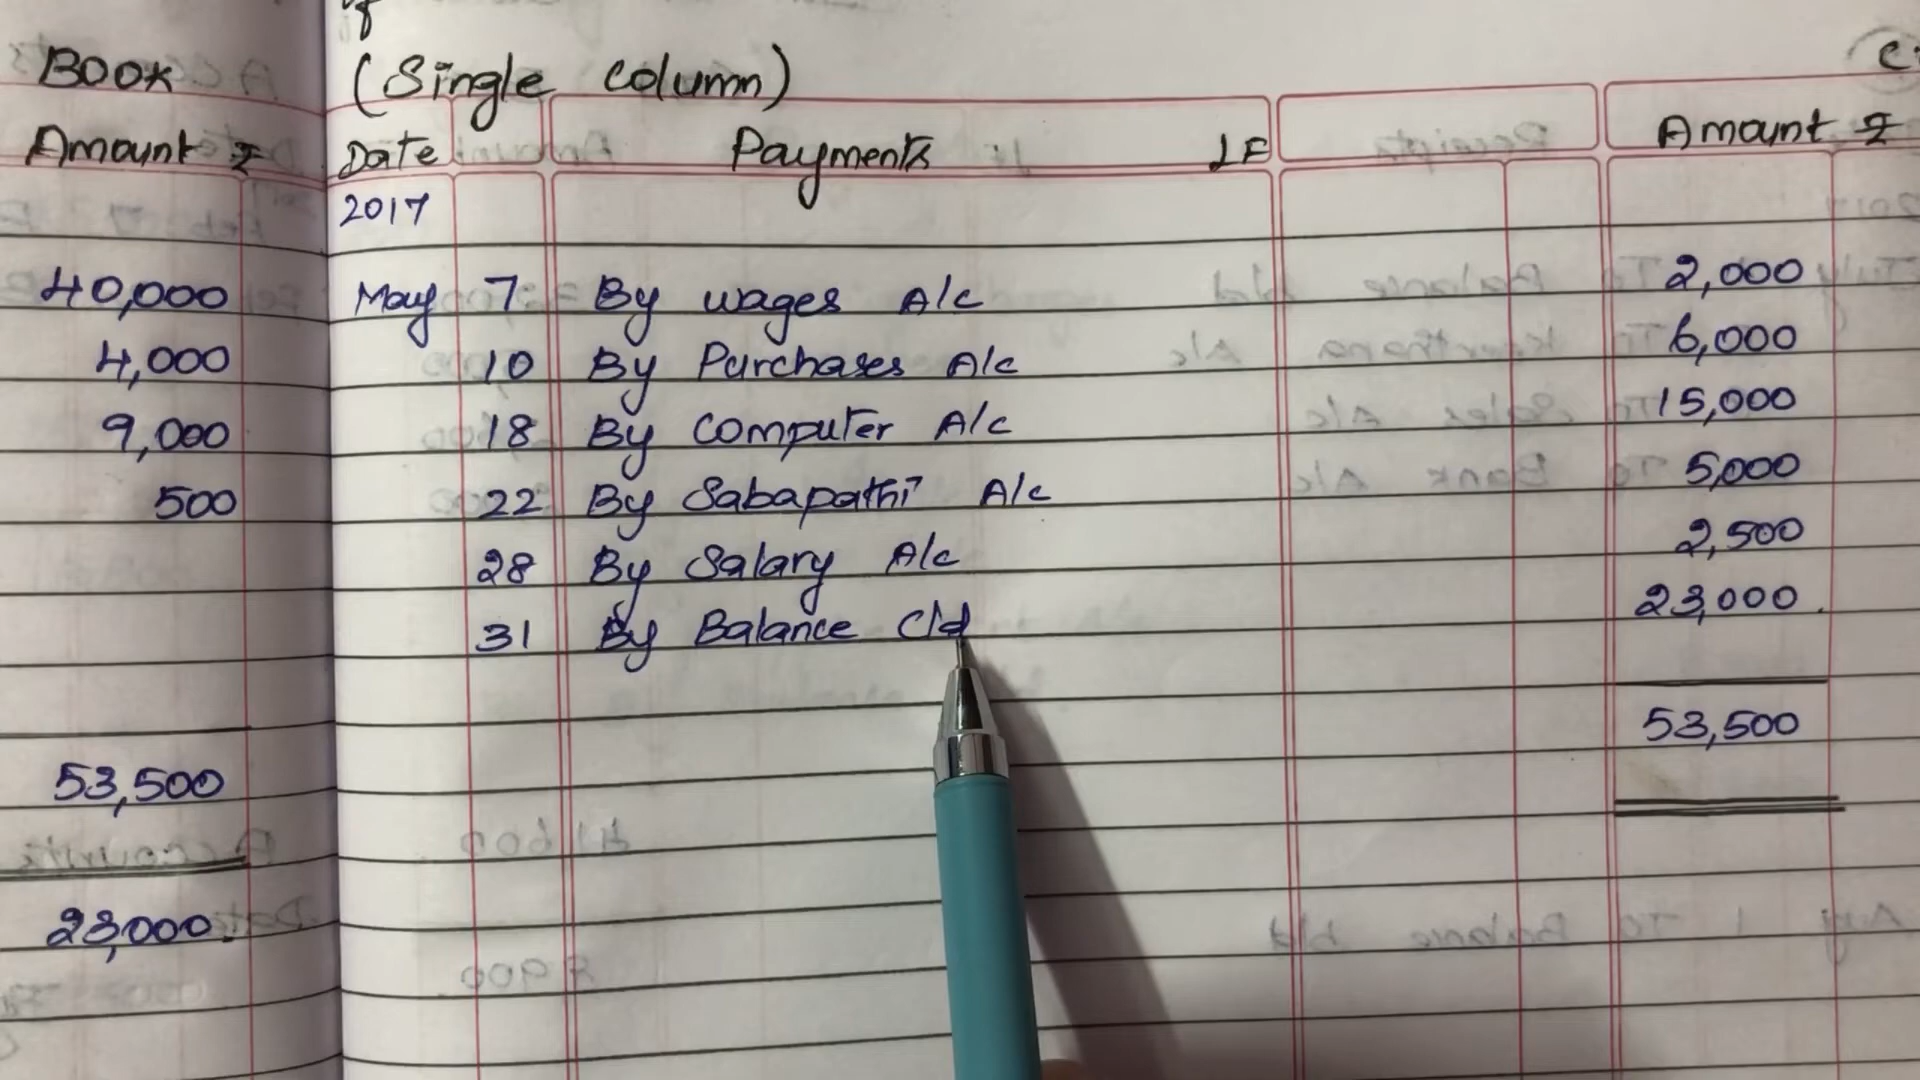 BOOK (Single column)
Amount ₹ Date Payments LF Amount ₹
2017
40,000 May 7 By wages A/c 2,000
4,000 10 By Purchases A/c 6,000
9,000 18 By Computer A/c 15,000
500 22 By Sabapathi A/c 5,000
28 By Salary A/c 2,500
31 By Balance C/d 23,000
53,500 53,500
23,000